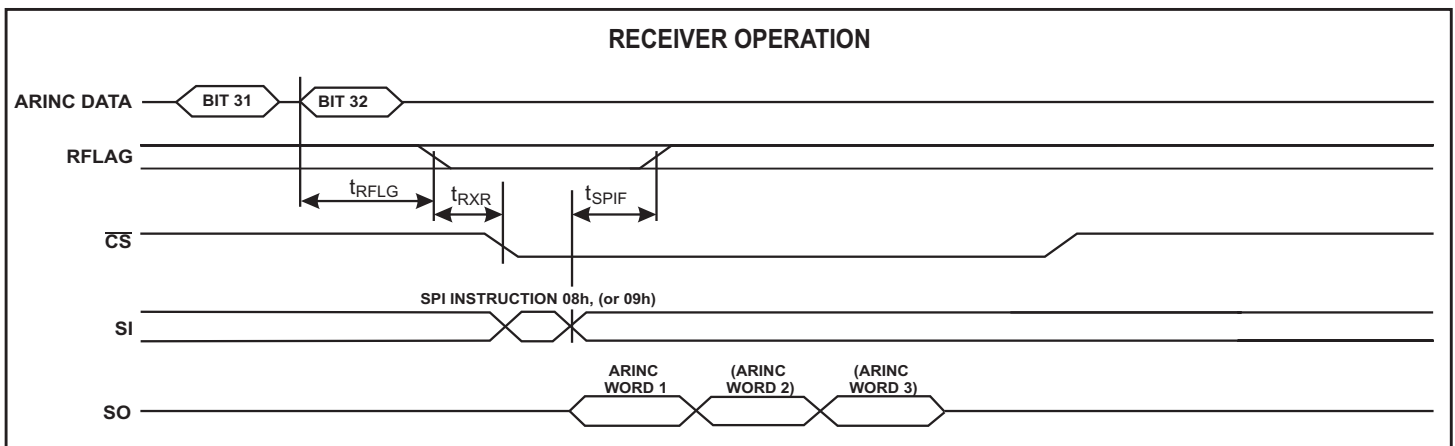 RECEIVER OPERATION
ARINC DATA
BIT 31
BIT 32
RFLAG
tRFLG
tRXR
tSPIF
CS
SPI INSTRUCTION 08h, (or 09h)
SI
ARINC
WORD 1
(ARINC
WORD 2)
(ARINC
WORD 3)
SO